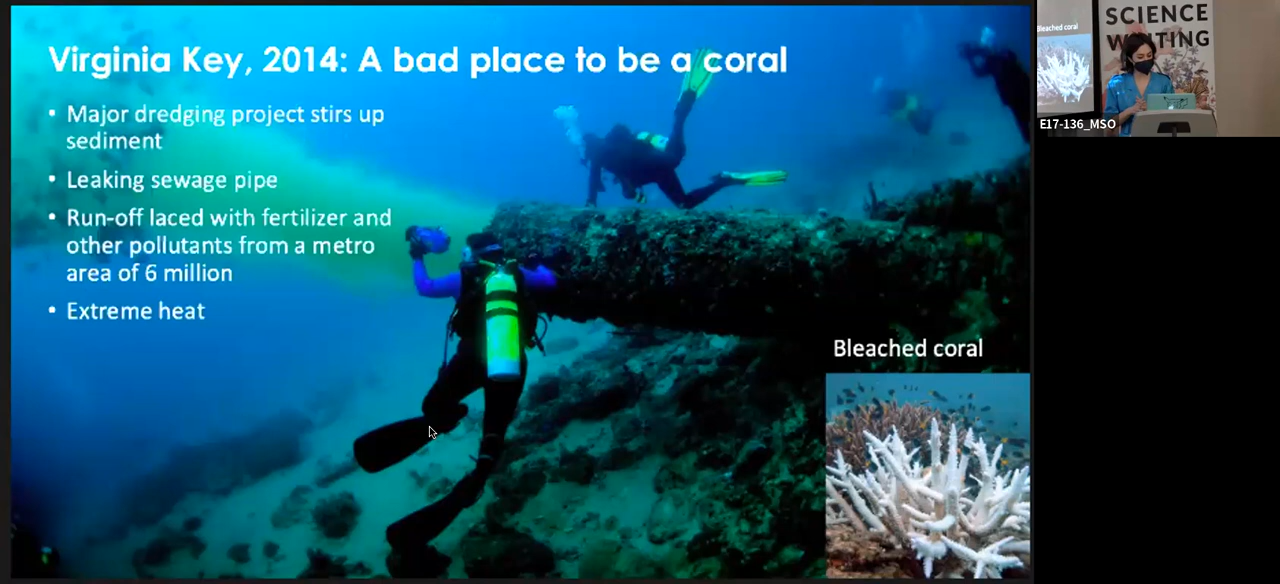 Virginia Key, 2014: A bad place to be a coral
• Major dredging project stirs up
sediment
• Leaking sewage pipe
• Run-off laced with fertilizer and
other pollutants from a metro
area of 6 million
• Extreme heat
Bleached coral
Bleached coral
SCIENCE
WRITING
E17-136_MSO